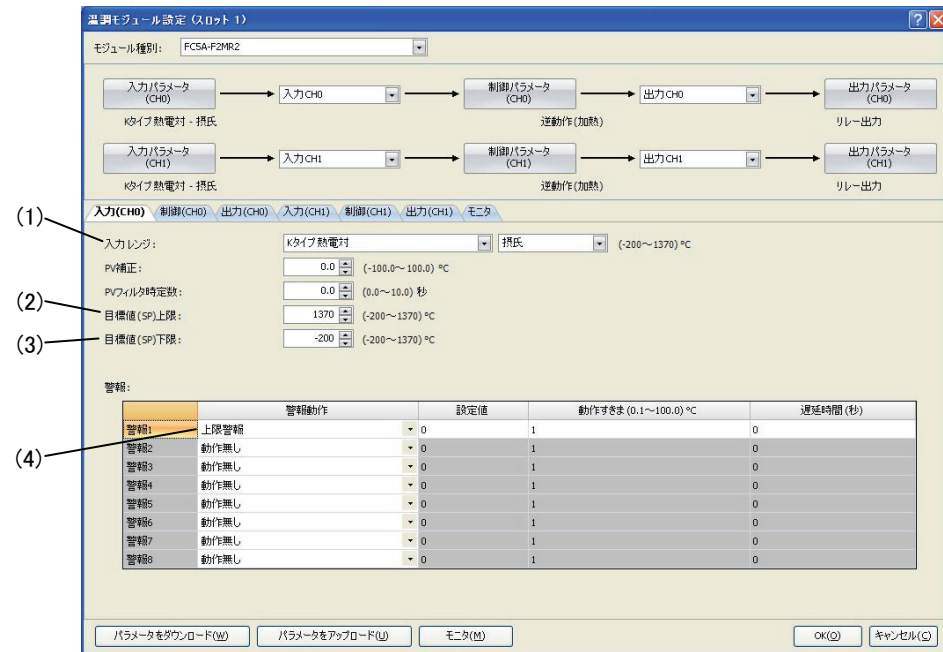 温調モジュール設定 (スロット 1)
モジュール種別: FC5A-F2MR2
入力パラメータ (CH0) 入力CH0 制御パラメータ (CH0) 出力CH0 出力パラメータ (CH0)
Kタイプ熱電対 - 摂氏 逆動作(加熱) リレー出力
入力パラメータ (CH1) 入力CH1 制御パラメータ (CH1) 出力CH1 出力パラメータ (CH1)
Kタイプ熱電対 - 摂氏 逆動作(加熱) リレー出力
入力(CH0) 制御(CH0) 出力(CH0) 入力(CH1) 制御(CH1) 出力(CH1) モニタ
(1) 入力レンジ: Kタイプ熱電対 摂氏 (-200~1370) °C
PV補正: 0.0 (-100.0~100.0) °C
PVフィルタ時定数: 0.0 (0.0~10.0) 秒
(2) 目標値(SP)上限: 1370 (-200~1370) °C
(3) 目標値(SP)下限: -200 (-200~1370) °C
警報:
警報動作 設定値 動作すきま (0.1~100.0) °C 遅延時間 (秒)
(4) 警報1 上限警報 0 1 0
警報2 動作無し 0 1 0
警報3 動作無し 0 1 0
警報4 動作無し 0 1 0
警報5 動作無し 0 1 0
警報6 動作無し 0 1 0
警報7 動作無し 0 1 0
警報8 動作無し 0 1 0
パラメータをダウンロード(W) パラメータをアップロード(U) モニタ(M) OK(O) キャンセル(C)